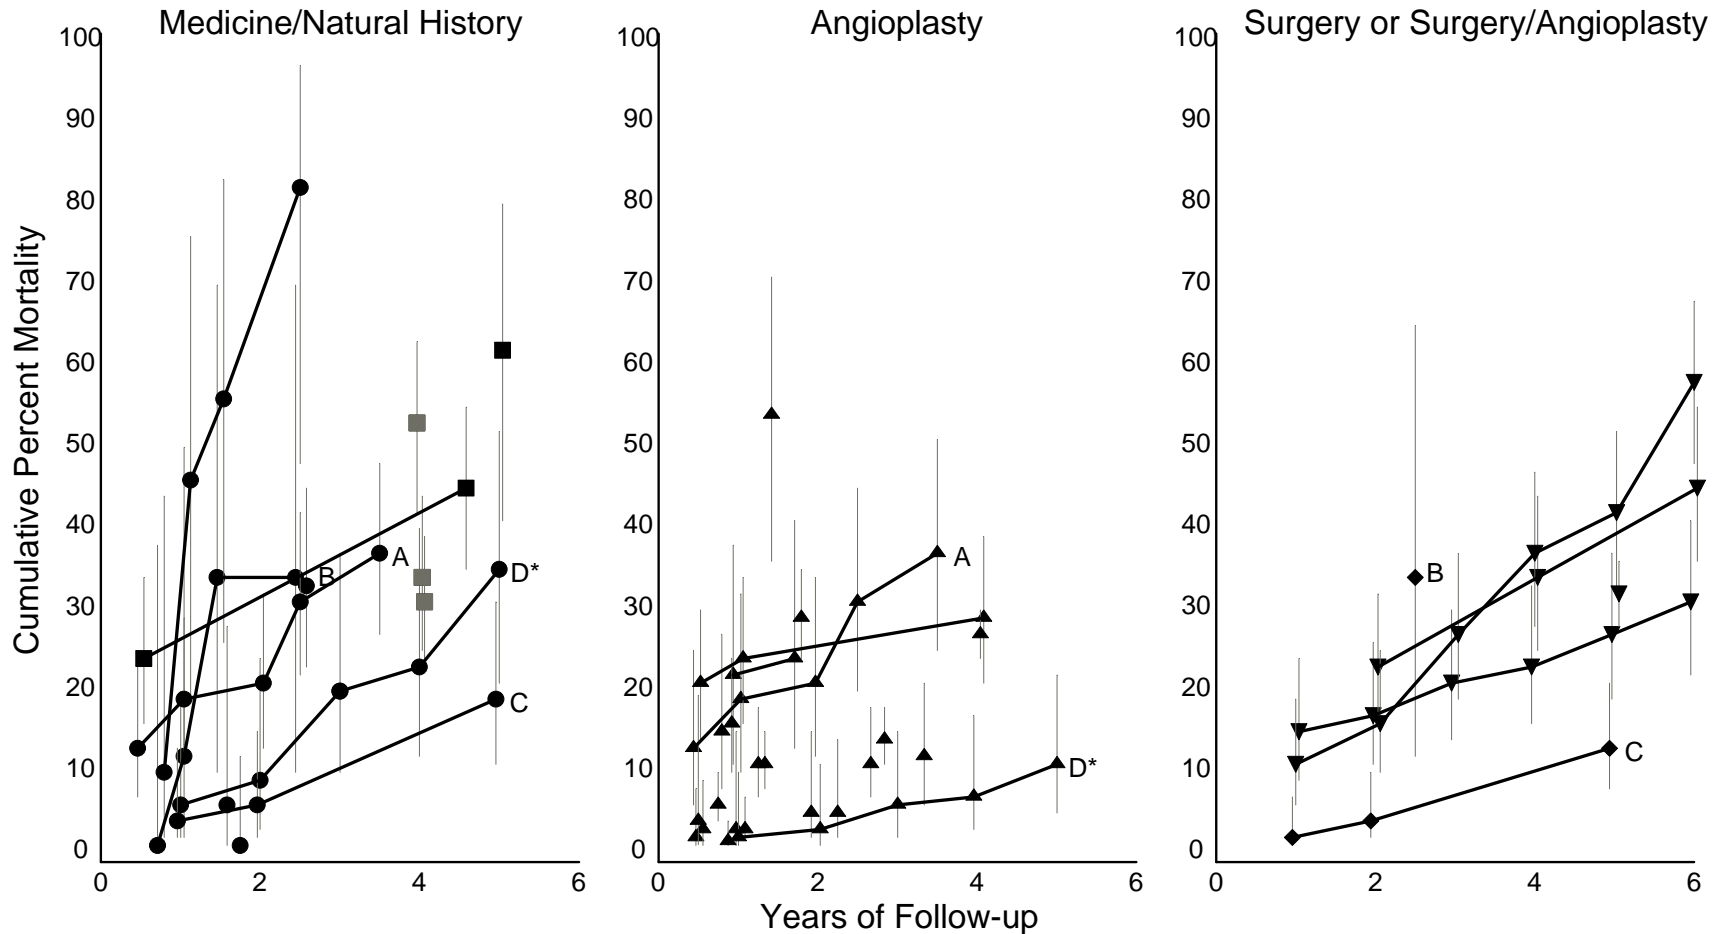 Medicine/Natural History
Angioplasty
Surgery or Surgery/Angioplasty
Cumulative Percent Mortality
100
90
80
70
60
50
40
30
20
10
0
0 2 4 6
A
B
D*
C
100
90
80
70
60
50
40
30
20
10
0
0 2 4 6
A
D*
100
90
80
70
60
50
40
30
20
10
0
0 2 4 6
B
C
Years of Follow-up